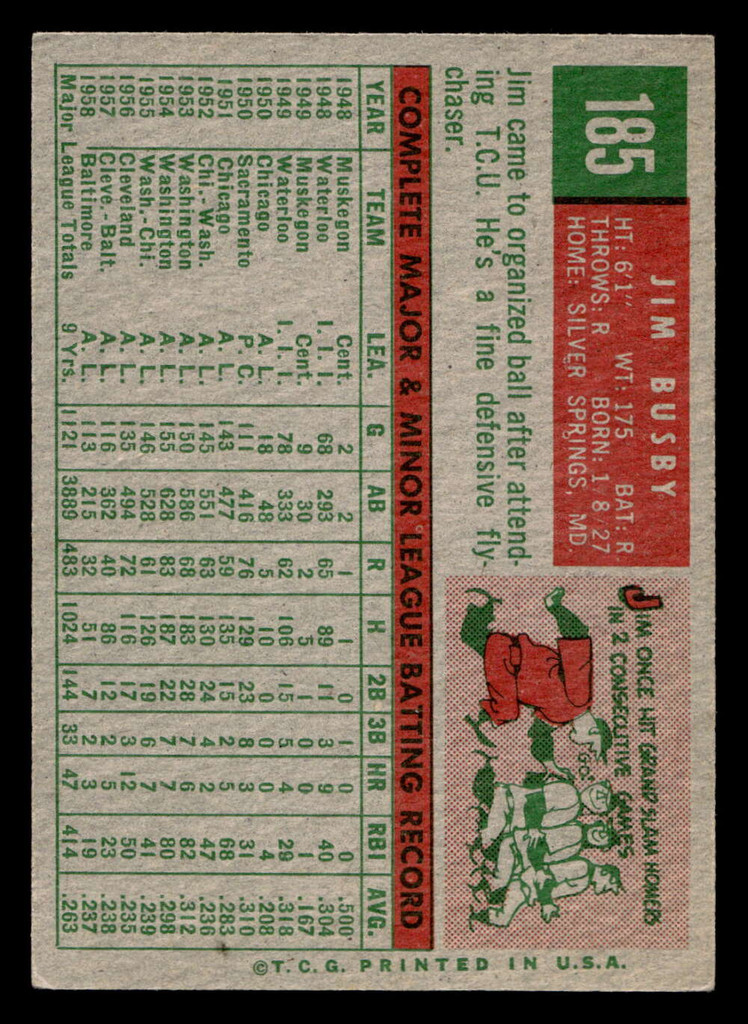 185
JIM BUSBY
HT: 6'1" WT: 175 BAT: R
THROWS: R BORN: 1/8/27
HOME: SILVER SPRINGS, MD.
Jim came to organized ball after attend-
ing T.C.U. He's a fine defensive fly-
chaser.
JIM ONCE HIT GRAND SLAM HOMERS
IN 2 CONSECUTIVE GAMES
GO!
COMPLETE MAJOR & MINOR LEAGUE BATTING RECORD
YEAR TEAM LEA. G AB R H 2B 3B HR RBI AVG.
1948 Muskegon Cent. 2 2 1 1 0 1 0 0 .500
1948 Waterloo I. I. I. 68 293 65 89 11 3 9 40 .304
1949 Muskegon Cent. 9 30 2 5 1 0 0 1 .167
1949 Waterloo I. I. I. 78 333 62 106 15 5 4 29 .318
1950 Chicago A. L. 18 48 5 10 0 0 0 4 .208
1950 Sacramento P. C. 111 416 76 129 23 8 3 31 .310
1951 Chicago A. L. 143 477 59 135 15 2 5 68 .283
1952 Chi.-Wash. A. L. 145 551 63 130 24 4 2 47 .236
1953 Washington A. L. 150 586 68 183 28 7 6 82 .312
1954 Washington A. L. 155 628 83 187 22 7 7 80 .298
1955 Wash.-Chi. A. L. 146 528 61 126 19 6 7 41 .239
1956 Cleveland A. L. 135 494 72 116 17 3 12 50 .235
1957 Cleve.-Balt. A. L. 116 362 40 86 12 2 5 23 .238
1958 Baltimore A. L. 113 215 32 51 7 2 3 19 .237
Major League Totals 9 Yrs. 1121 3889 483 1024 144 33 47 414 .263
©T.C.G. PRINTED IN U.S.A.